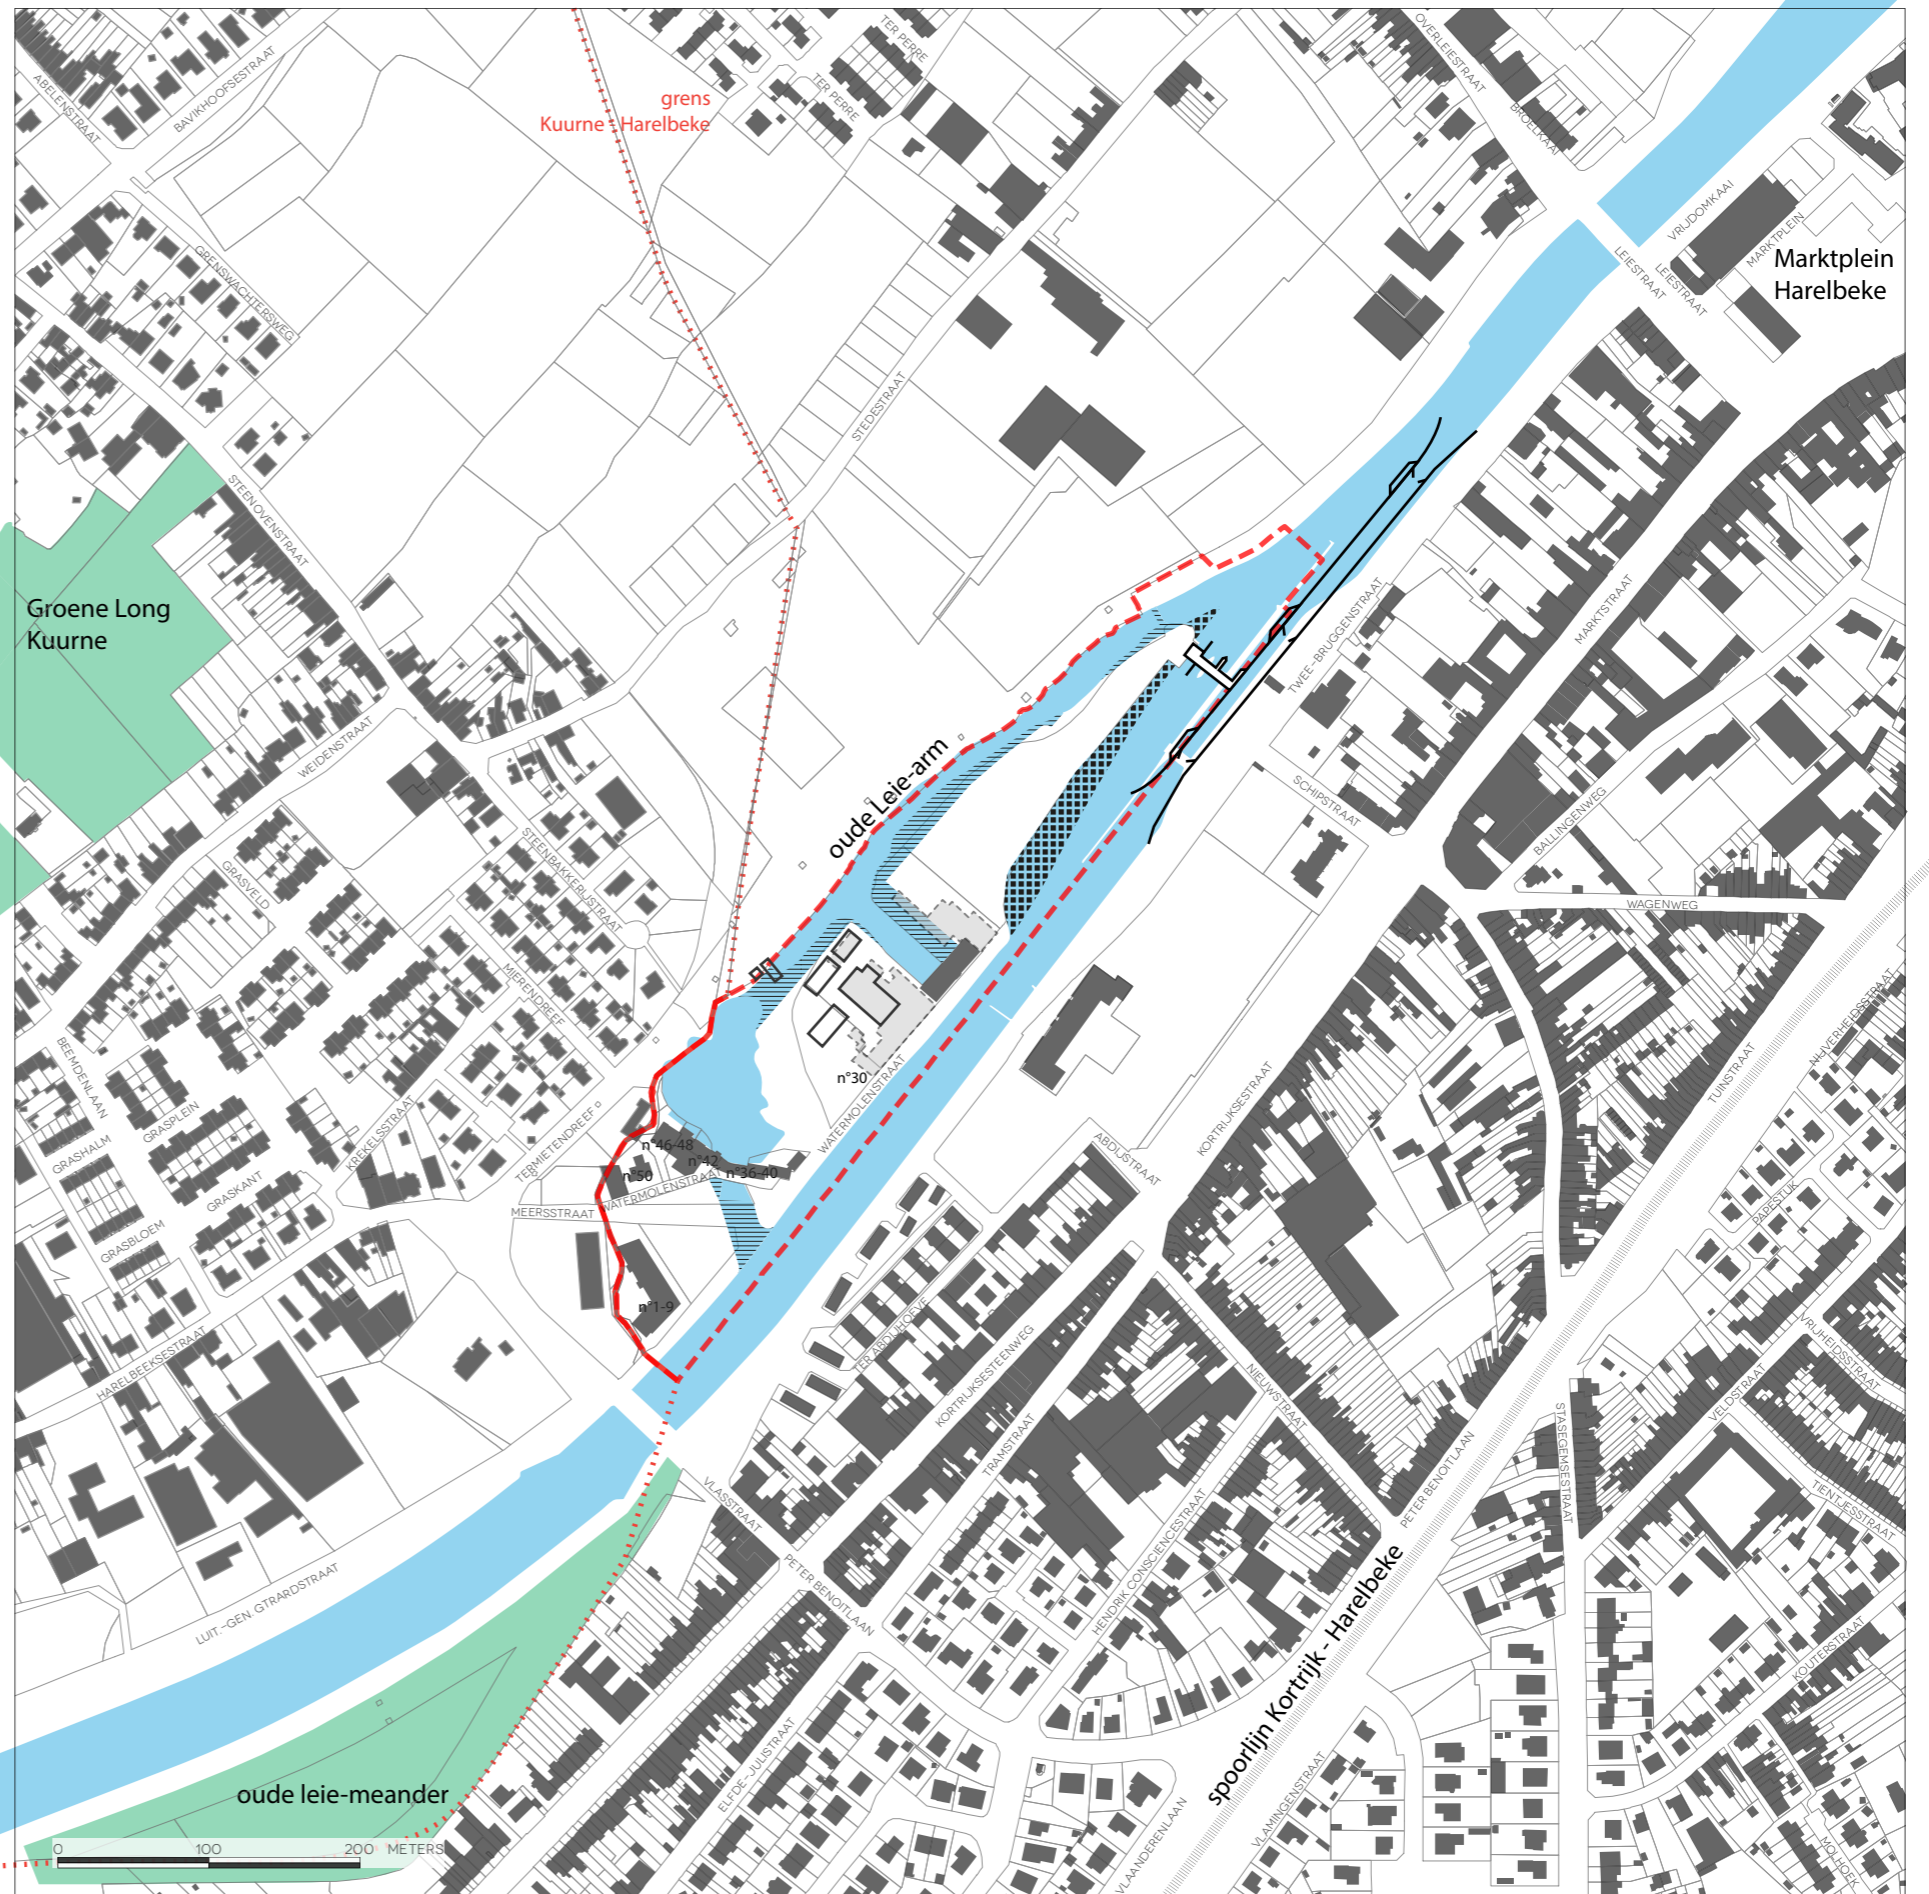 TER PERRE
OVERLEIESTRAAT
ABELENSTRAAT
BAVIKHOOFSESTRAAT
TER PERRE
grens
Kuurne - Harelbeke
BROELKAAI
VRIJDOMKAAI
MARKTPLEIN
Marktplein
Harelbeke
LEIESTRAAT
LEIESTRAAT
GRENSWACHTERSWEG
STEDESTRAAT
STEENOVENSTRAAT
Groene Long
Kuurne
MARKTSTRAAT
TWEE-BRUGGENSTRAAT
WEIDENSTRAAT
oude Leie-arm
SCHIPSTRAAT
BALLINGENWEG
STEENBAKKERIJSTRAAT
GRASVELD
WAGENWEG
MIERENDREEF
NIJVERHEIDSSTRAAT
BEEMDENLAAN
TUINSTRAAT
n°30
WATERMOLENSTRAAT
KORTRIJKSESTRAAT
GRASPLEIN
GRASHALM
KREKELSSTRAAT
TERMIETENDREEF
n°46-48
n°42
n°36-40
n°50
WATERMOLENSTRAAT
ABDIJSTRAAT
GRASKANT
PAPESTUK
MEERSSTRAAT
GRASBLOEM
n°1-9
HARELBEEKSESTRAAT
TER ABDIJHOEVE
KORTRIJKSESTEENWEG
NIEUWSTRAAT
VRIJHEIDSSTRAAT
VELDSTRAAT
TRAMSTRAAT
STASEGEMSESTRAAT
PETER BENOITLAAN
VLASSTRAAT
TIENTJESSTRAAT
HENDRIK CONSCIENCESTRAAT
PETER BENOITLAAN
LUIT.-GEN. GTRARDSTRAAT
spoorlijn Kortrijk - Harelbeke
KOUTERSTRAAT
ELFDE-JULISTRAAT
VLAMINGENSTRAAT
VLAANDERENLAAN
MOLHOEK
oude leie-meander
0 100 200 METERS